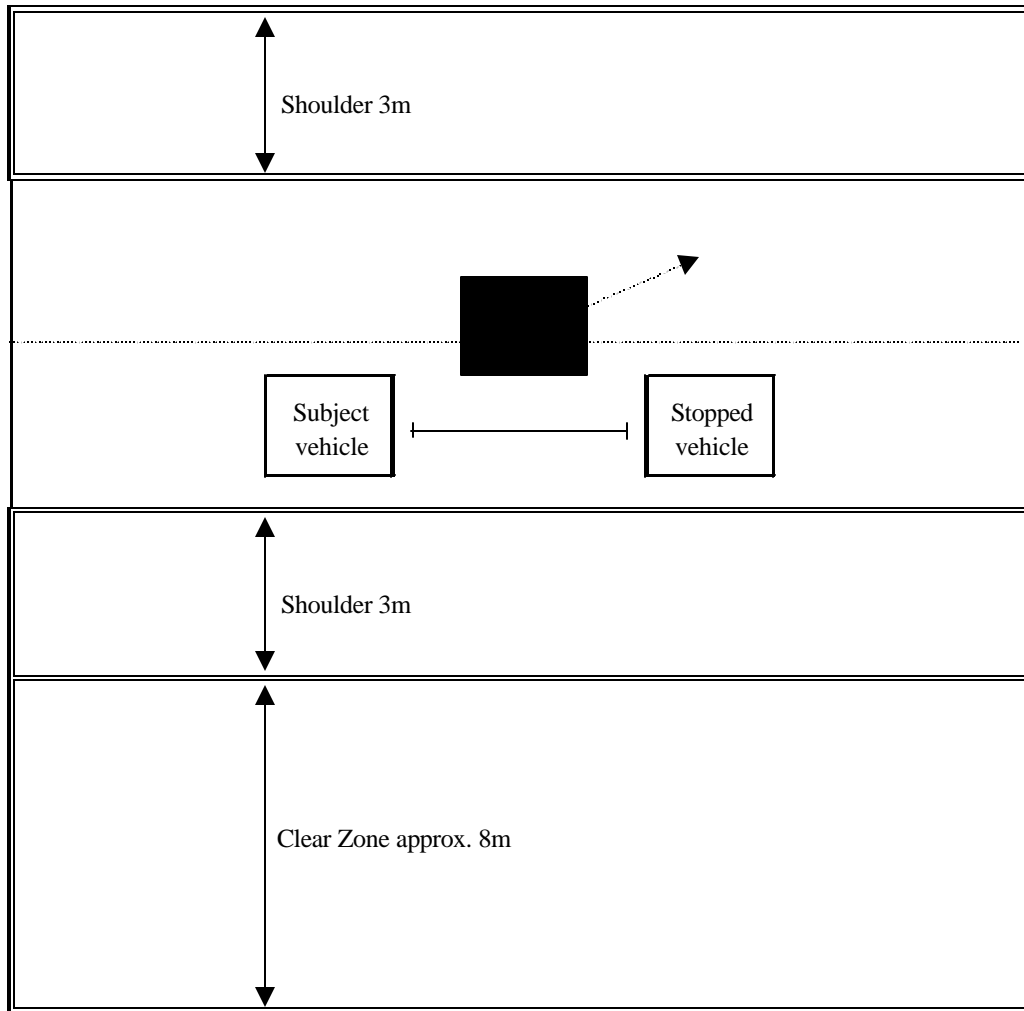 Shoulder 3m
Subject
vehicle
Stopped
vehicle
Shoulder 3m
Clear Zone approx. 8m